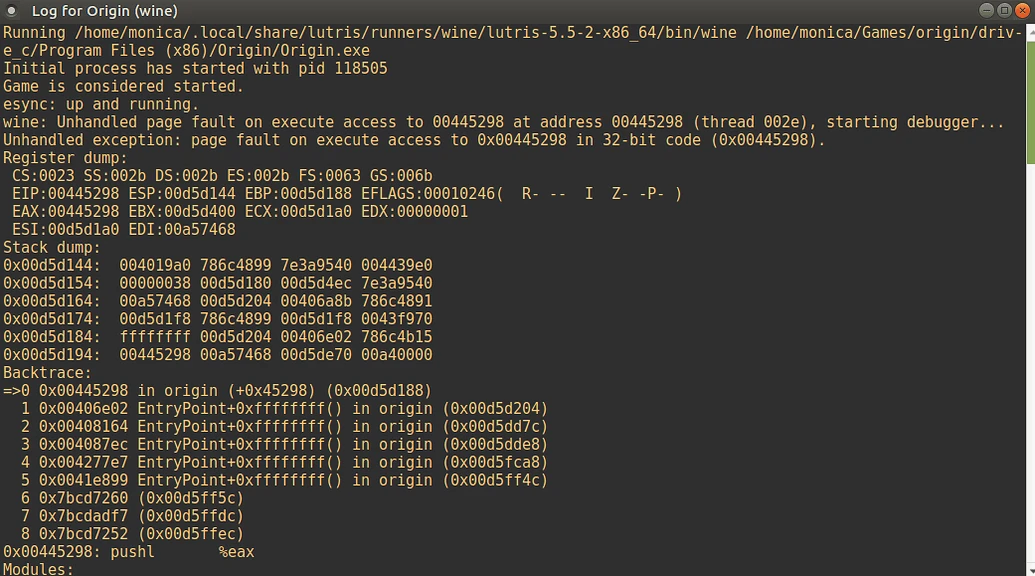 Log for Origin (wine)
Running /home/monica/.local/share/lutris/runners/wine/lutris-5.5-2-x86_64/bin/wine /home/monica/Games/origin/driv-
e_c/Program Files (x86)/Origin/Origin.exe
Initial process has started with pid 118505
Game is considered started.
esync: up and running.
wine: Unhandled page fault on execute access to 00445298 at address 00445298 (thread 002e), starting debugger...
Unhandled exception: page fault on execute access to 0x00445298 in 32-bit code (0x00445298).
Register dump:
CS:0023 SS:002b DS:002b ES:002b FS:0063 GS:006b
EIP:00445298 ESP:00d5d144 EBP:00d5d188 EFLAGS:00010246(  R- --  I  Z- -P- )
EAX:00445298 EBX:00d5d400 ECX:00d5d1a0 EDX:00000001
ESI:00d5d1a0 EDI:00a57468
Stack dump:
0x00d5d144:  004019a0 786c4899 7e3a9540 004439e0
0x00d5d154:  00000038 00d5d180 00d5d4ec 7e3a9540
0x00d5d164:  00a57468 00d5d204 00406a8b 786c4891
0x00d5d174:  00d5d1f8 786c4899 00d5d1f8 0043f970
0x00d5d184:  ffffffff 00d5d204 00406e02 786c4b15
0x00d5d194:  00445298 00a57468 00d5de70 00a40000
Backtrace:
=>0 0x00445298 in origin (+0x45298) (0x00d5d188)
1 0x00406e02 EntryPoint+0xffffffff() in origin (0x00d5d204)
2 0x00408164 EntryPoint+0xffffffff() in origin (0x00d5dd7c)
3 0x004087ec EntryPoint+0xffffffff() in origin (0x00d5dde8)
4 0x004277e7 EntryPoint+0xffffffff() in origin (0x00d5fca8)
5 0x0041e899 EntryPoint+0xffffffff() in origin (0x00d5ff4c)
6 0x7bcd7260 (0x00d5ff5c)
7 0x7bcdadf7 (0x00d5ffdc)
8 0x7bcd7252 (0x00d5ffec)
0x00445298: pushl	%eax
Modules: